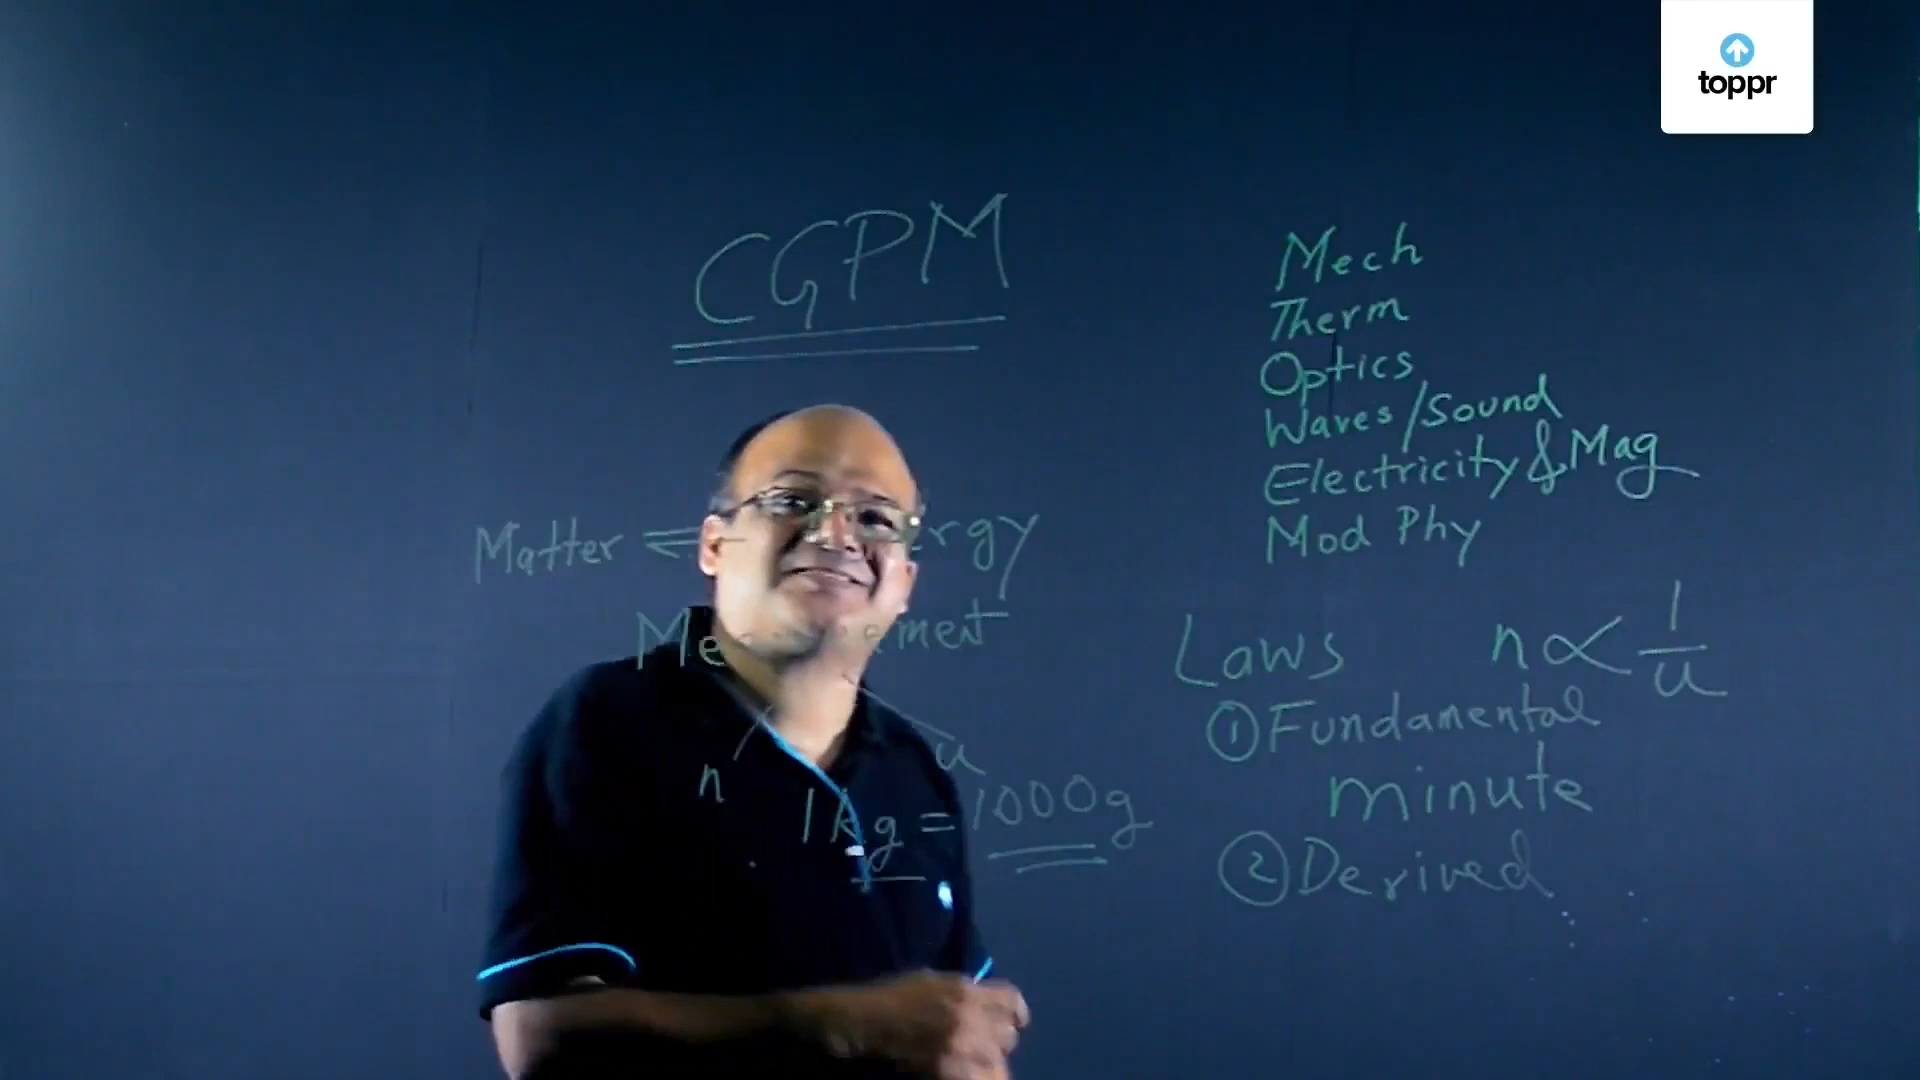 toppr
CGPM
Mech
Therm
Optics
Waves/Sound
Electricity & Mag
Mod Phy
Matter ⇌
Laws n ∝ 1/u
① Fundamental
minute
② Derived
n u
1kg = 1000g